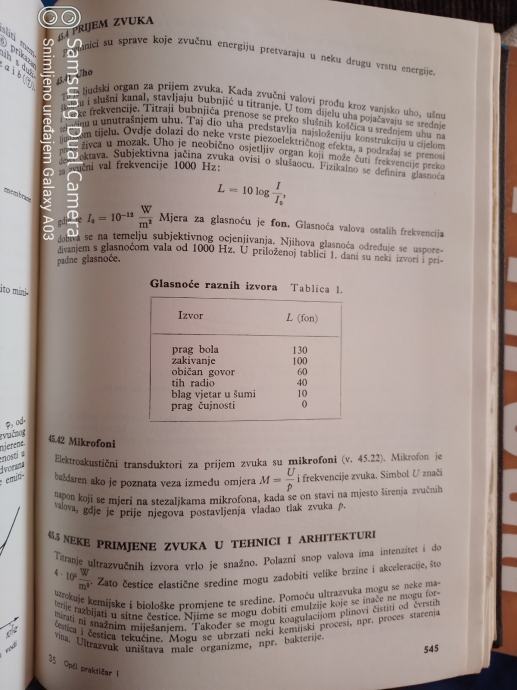 45.4 PRIJEM ZVUKA
su sprave koje zvučnu energiju pretvaraju u neku drugu vrstu energije.
Uho
ljudski organ za prijem zvuka. Kada zvučni valovi prođu kroz vanjsko uho, ušnu
i slušni kanal, stavljaju bubnjić u titranje. U tom dijelu uha pojačavaju se srednje
frekvencije. Titraji bubnjića prenose se preko slušnih koščica u srednjem uhu na
u unutrašnjem uhu. Taj dio uha predstavlja najsloženiju konstrukciju u cijelom
tijelu. Ovdje dolazi do neke vrste piezoelektričnog efekta, a podražaj se prenosi
živca u mozak. Uho je neobično osjetljiv organ koji može čuti frekvencije preko
oktava. Subjektivna jačina zvuka ovisi o slušaocu. Fizikalno se definira glasnoća
za val frekvencije 1000 Hz:
L = 10 log I/I₀
gdje je I₀ = 10⁻¹² W/m² Mjera za glasnoću je fon. Glasnoća valova ostalih frekvencija
dobiva se na temelju subjektivnog ocjenjivanja. Njihova glasnoća određuje se uspore-
đivanjem s glasnoćom vala od 1000 Hz. U priloženoj tablici 1. dani su neki izvori i pri-
padne glasnoće.
Glasnoće raznih izvora Tablica 1.
Izvor L (fon)
prag bola 130
zakivanje 100
običan govor 60
tih radio 40
blag vjetar u šumi 10
prag čujnosti 0
45.42 Mikrofoni
Elektroakustični transduktori za prijem zvuka su mikrofoni (v. 45.22). Mikrofon je
baždaren ako je poznata veza između omjera M = U/p i frekvencije zvuka. Simbol U znači
napon koji se mjeri na stezaljkama mikrofona, kada se on stavi na mjesto širenja zvučnih
valova, gdje je prije njegova postavljenja vladao tlak zvuka p.
45.5 NEKE PRIMJENE ZVUKA U TEHNICI I ARHITEKTURI
Titranje ultrazvučnih izvora vrlo je snažno. Polazni snop valova ima intenzitet i do
W/m². Zato čestice elastične sredine mogu zadobiti velike brzine i akceleracije, što
uzrokuje kemijske i biološke promjene te sredine. Pomoću ultrazvuka mogu se neke ma-
terije razbijati u sitne čestice. Njime se mogu dobiti emulzije koje se inače ne mogu for-
mirati ni snažnim miješanjem. Također se mogu koagulacijom plinovi čistiti od čvrstih
čestica i čestica tekućine. Mogu se ubrzati neki kemijski procesi, npr. proces starenja
vina. Ultrazvuk uništava male organizme, npr. bakterije.
35 Opći praktičar I
545
Samsung Dual Camera
Snimljeno uređajem Galaxy A03